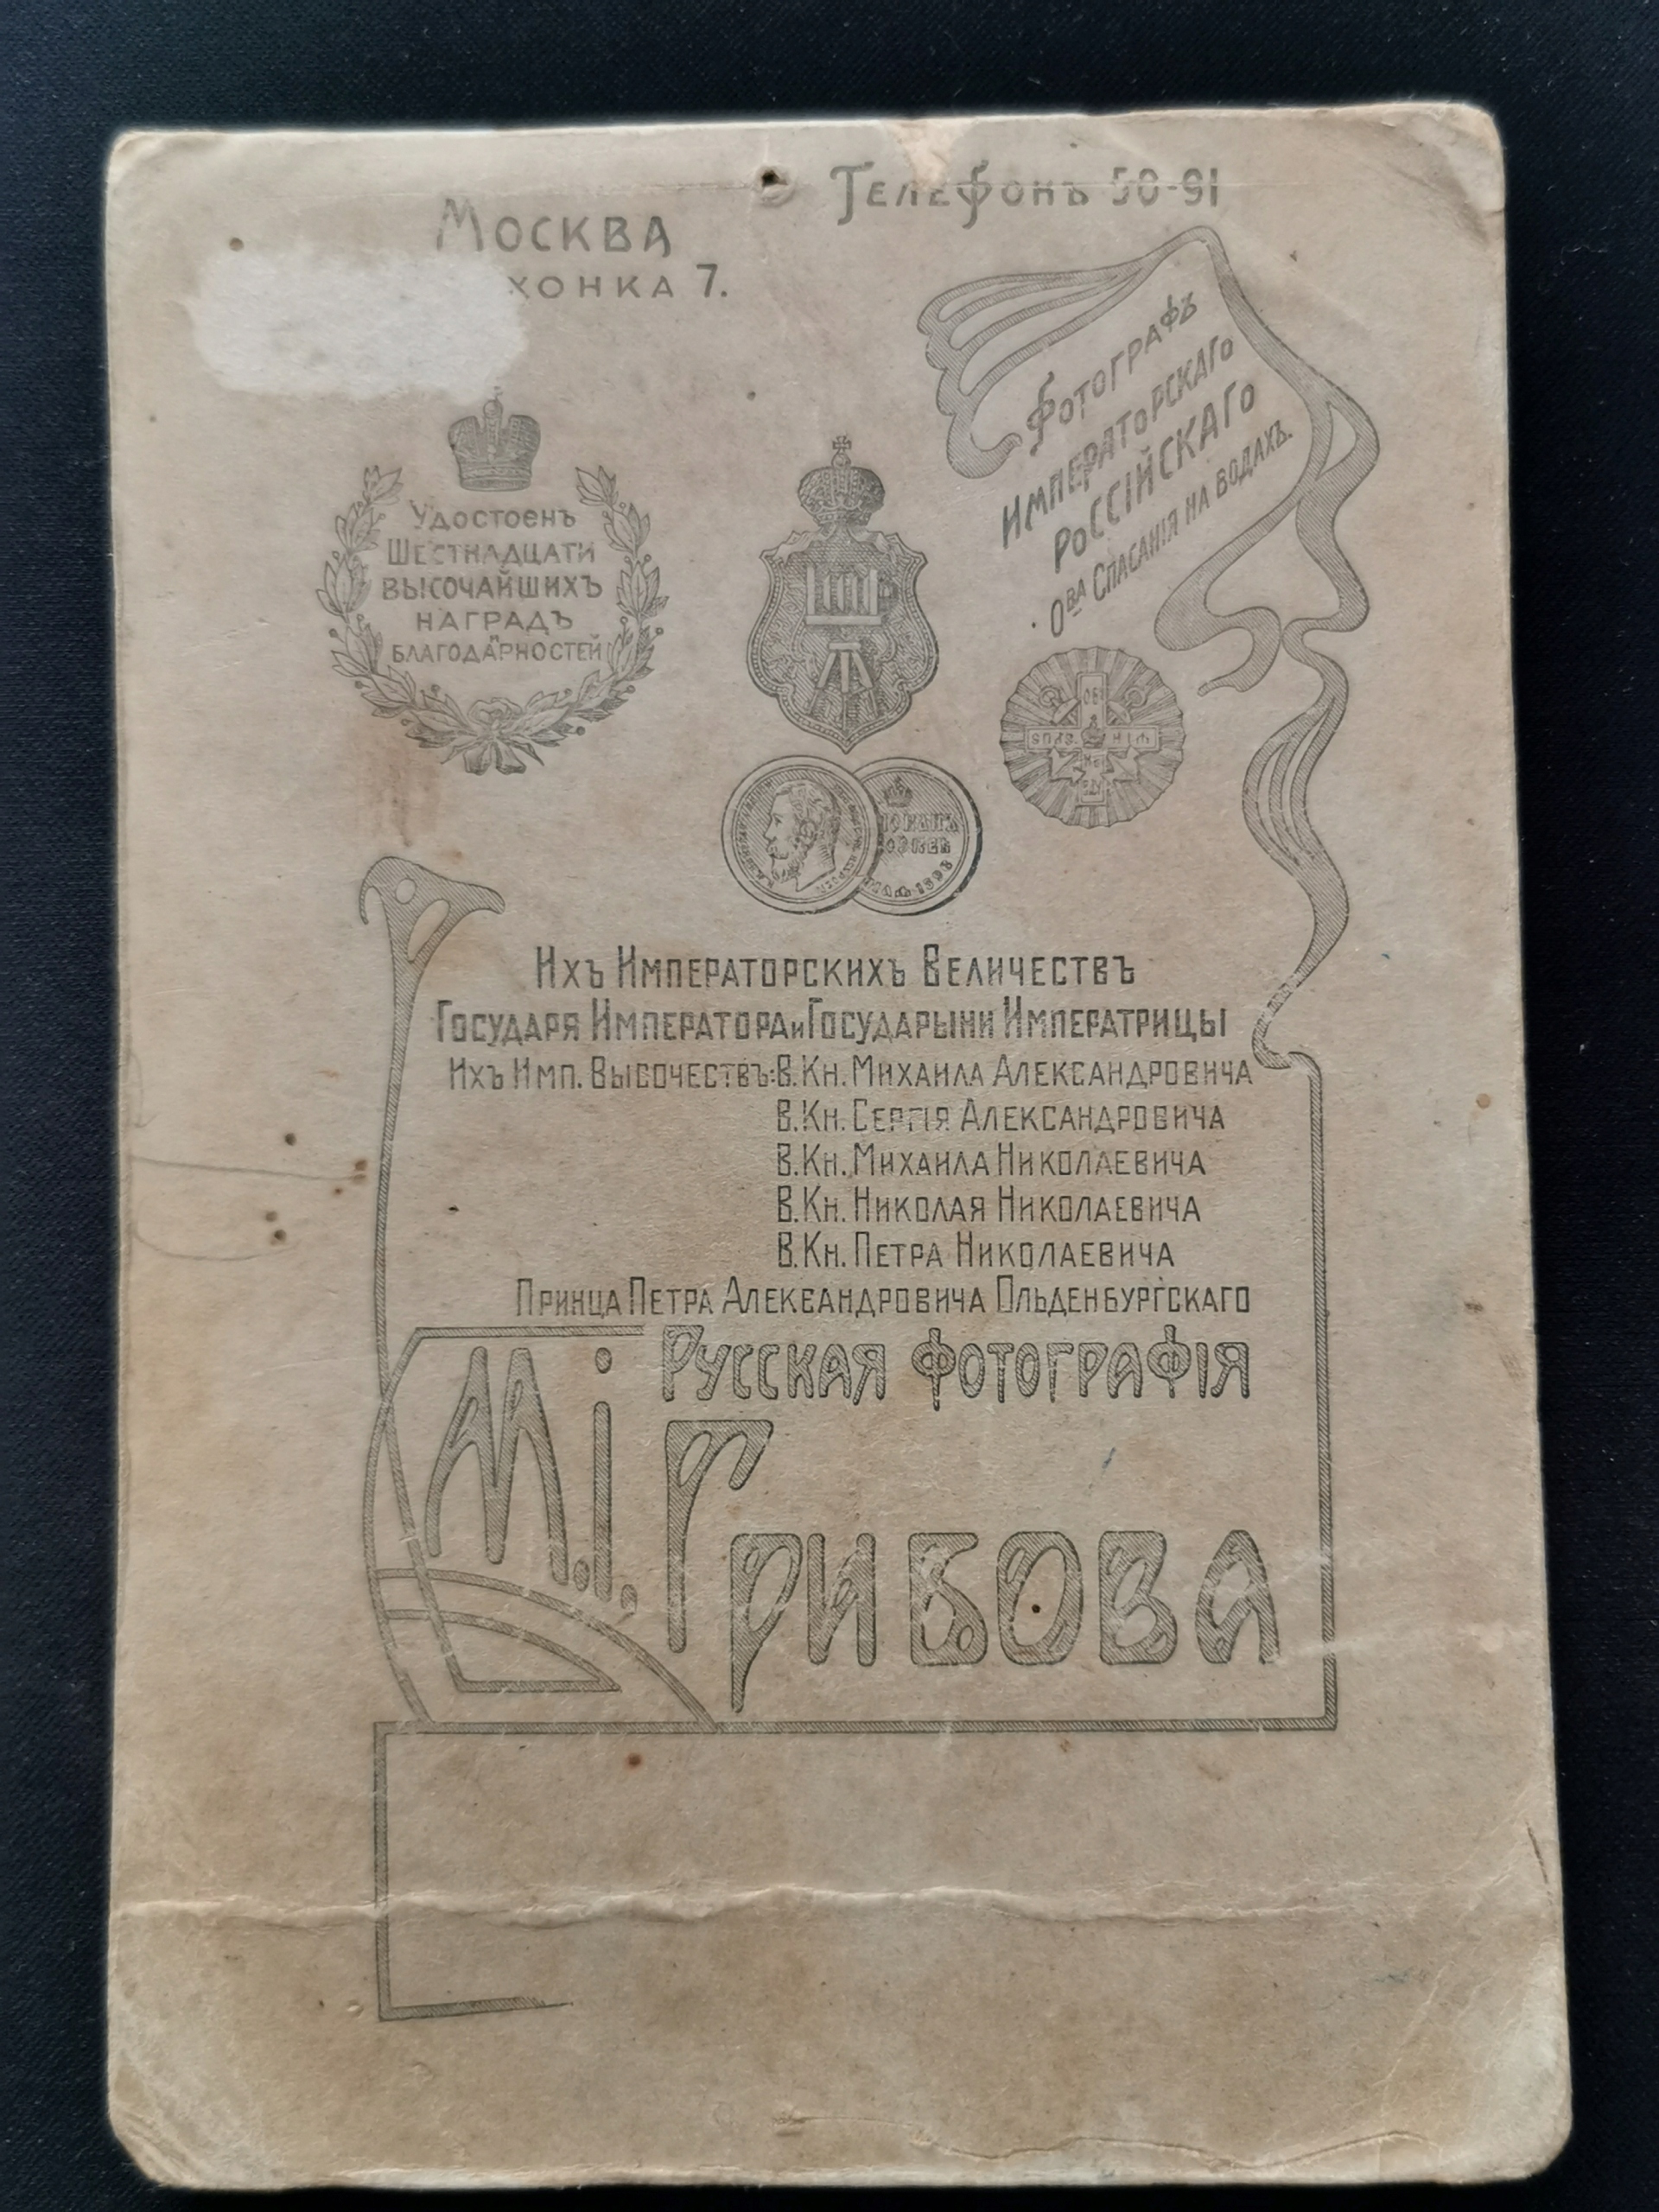 Телефонъ 50-91
Москва
хонка 7.
Фотографъ
Императорскаго
Россійскаго
Ова Спасанія на водахъ.
Удостоенъ
Шестнадцати
высочайшихъ
наградъ
и
благодарностей
Ихъ Императорскихъ Величествъ
Государя Императора и Государыни Императрицы
Ихъ Имп. Высочествъ: В. Кн. Михаила Александровича
В. Кн. Сергія Александровича
В. Кн. Михаила Николаевича
В. Кн. Николая Николаевича
В. Кн. Петра Николаевича
Принца Петра Александровича Ольденбургскаго
Русская Фотографія
М. І. Грибова